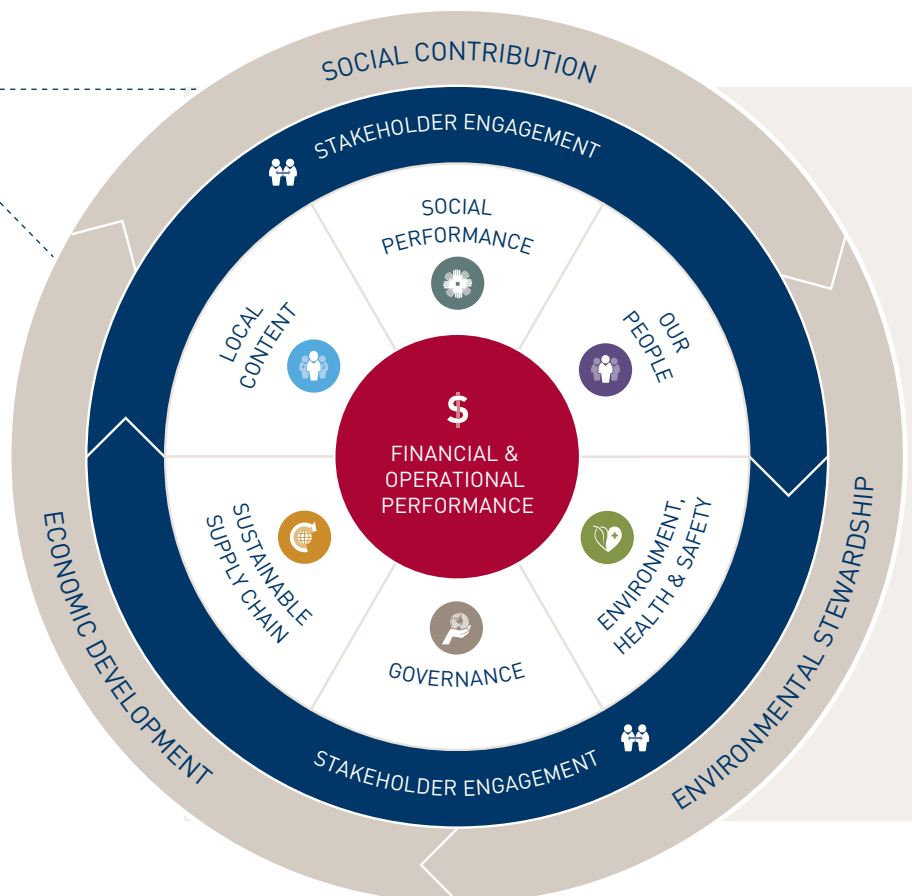 SOCIAL CONTRIBUTION
STAKEHOLDER ENGAGEMENT
SOCIAL
PERFORMANCE
OUR
PEOPLE
LOCAL
CONTENT
$
FINANCIAL &
OPERATIONAL
PERFORMANCE
ENVIRONMENT,
HEALTH & SAFETY
SUSTAINABLE
SUPPLY CHAIN
GOVERNANCE
STAKEHOLDER ENGAGEMENT
ECONOMIC DEVELOPMENT
ENVIRONMENTAL STEWARDSHIP